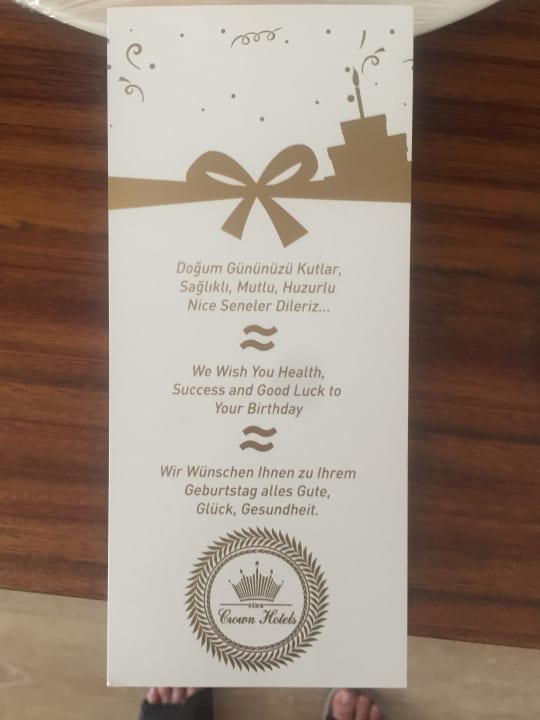 Doğum Gününüzü Kutlar,
Sağlıklı, Mutlu, Huzurlu
Nice Seneler Dileriz...
We Wish You Health,
Success and Good Luck to
Your Birthday
Wir Wünschen Ihnen zu Ihrem
Geburtstag alles Gute,
Glück, Gesundheit.
SIDE
Crown Hotels